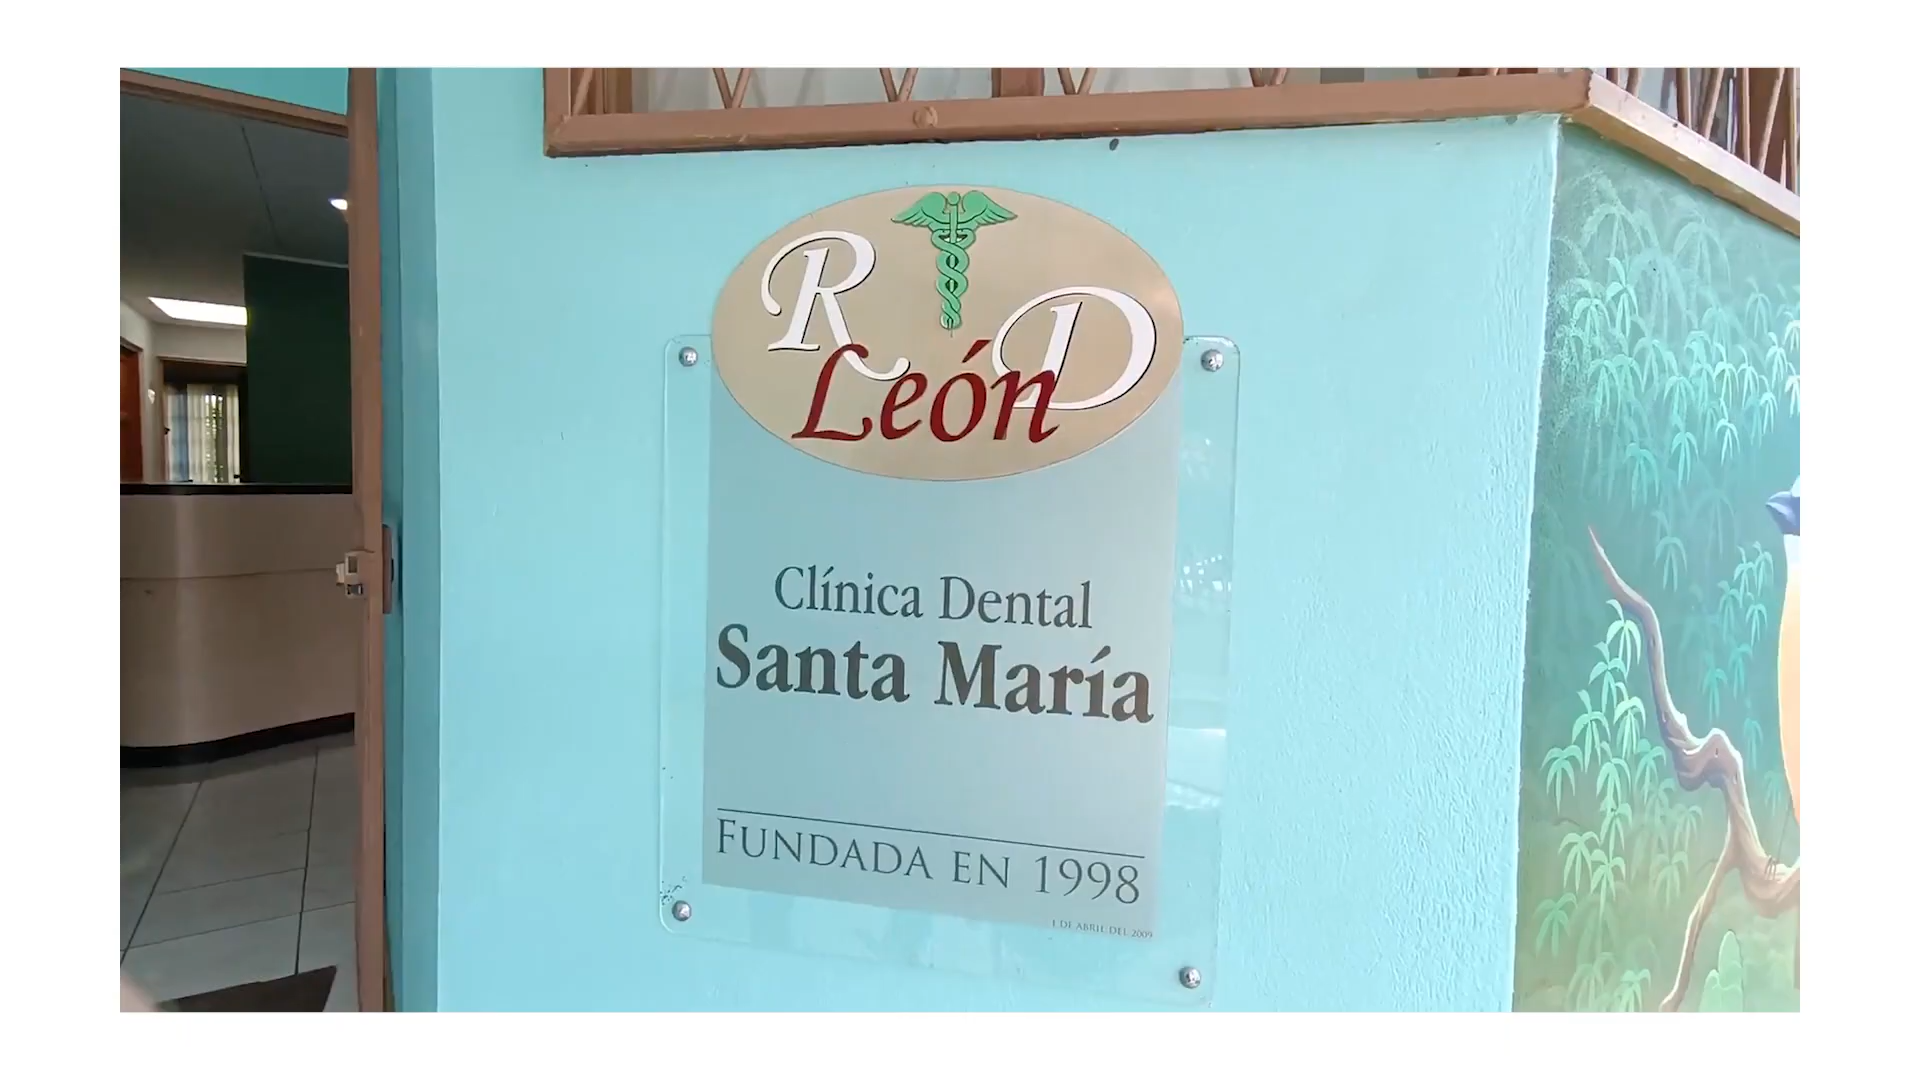 R D
León
Clínica Dental
Santa María
FUNDADA EN 1998
1 DE ABRIL DEL 2009